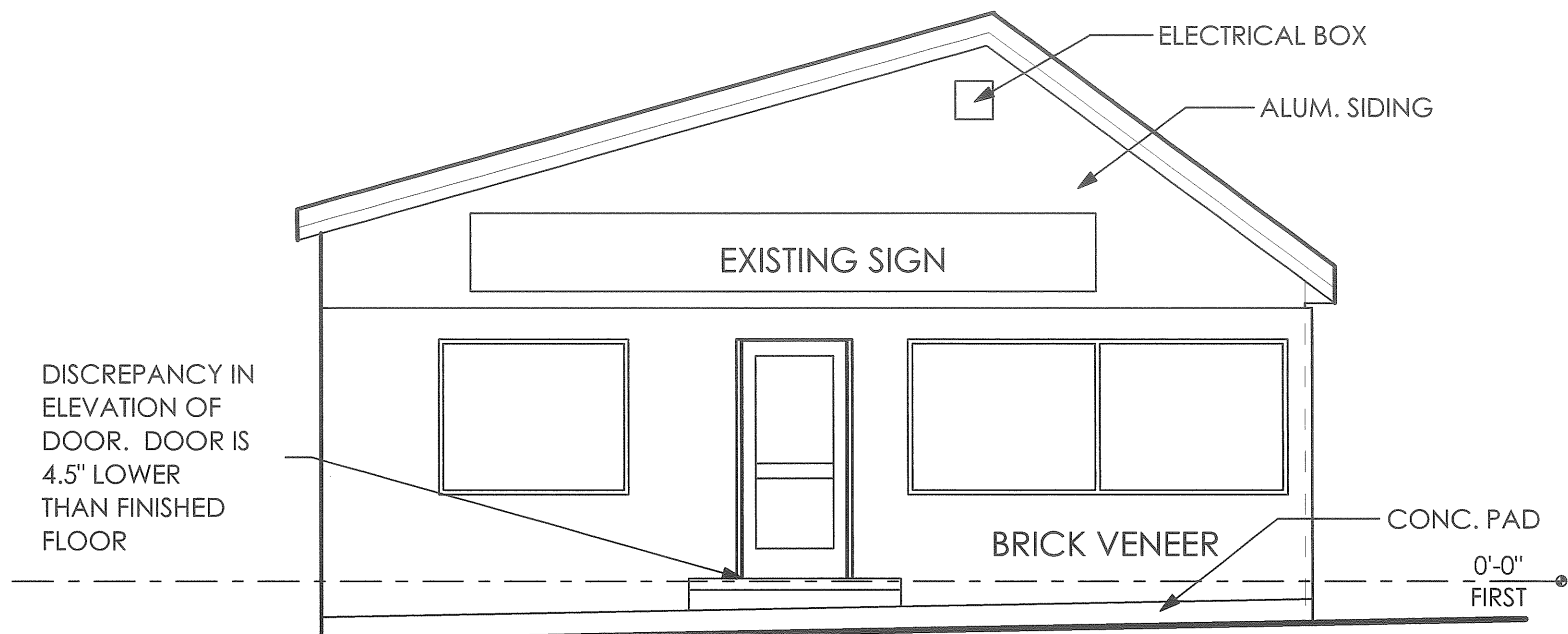 ELECTRICAL BOX
ALUM. SIDING
EXISTING SIGN
DISCREPANCY IN
ELEVATION OF
DOOR. DOOR IS
4.5" LOWER
THAN FINISHED
FLOOR
BRICK VENEER
CONC. PAD
0'-0"
FIRST